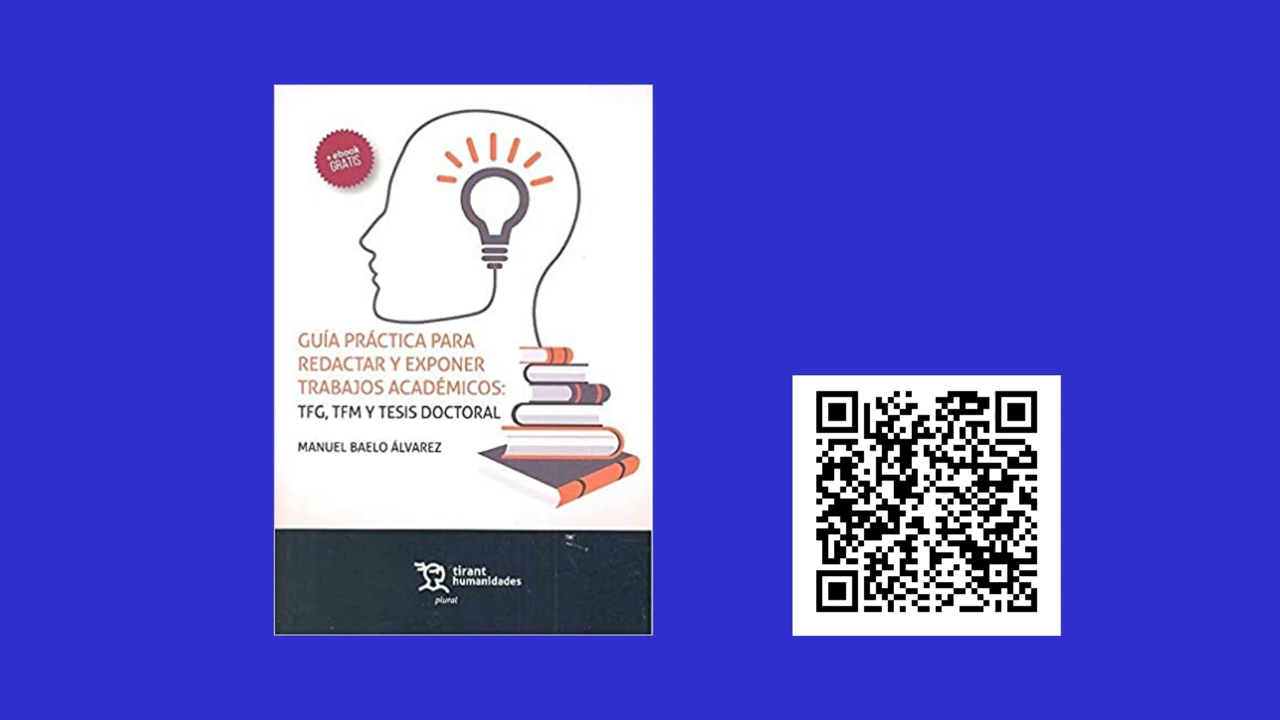 + ebook
GRATIS
GUÍA PRÁCTICA PARA
REDACTAR Y EXPONER
TRABAJOS ACADÉMICOS:
TFG, TFM Y TESIS DOCTORAL
MANUEL BAELO ÁLVAREZ
tirant
humanidades
plural